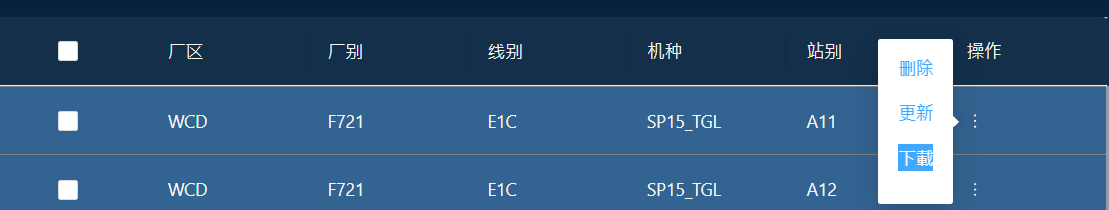 厂区 厂别 线别 机种 站别 操作
刪除
更新
下載
WCD F721 E1C SP15_TGL A11
WCD F721 E1C SP15_TGL A12